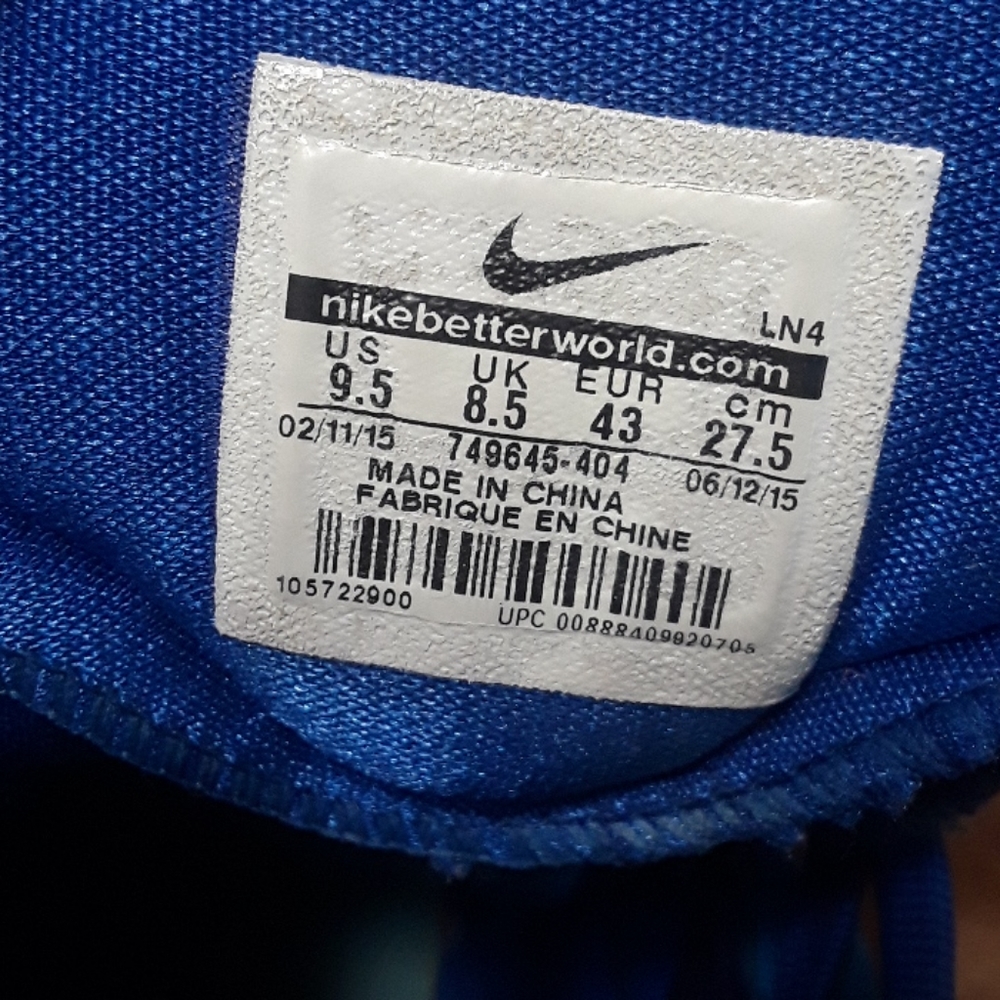 LN4
nikebetterworld.com
US UK EUR cm
9.5 8.5 43 27.5
02/11/15 749645-404 06/12/15
MADE IN CHINA
FABRIQUE EN CHINE
105722900
UPC 00888409920705